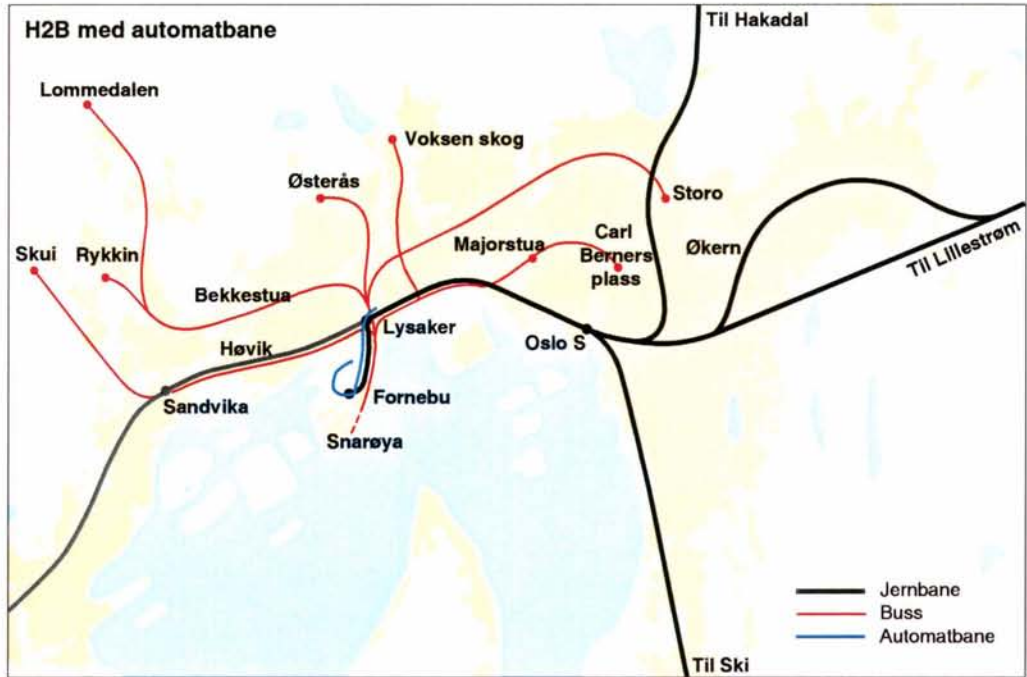 H2B med automatbane
Til Hakadal
Lommedalen
Voksen skog
Østerås
Storo
Skui
Rykkin
Majorstua
Carl
Berners
plass
Økern
Til Lillestrøm
Bekkestua
Lysaker
Høvik
Oslo S
Sandvika
Fornebu
Snarøya
Jernbane
Buss
Automatbane
Til Ski